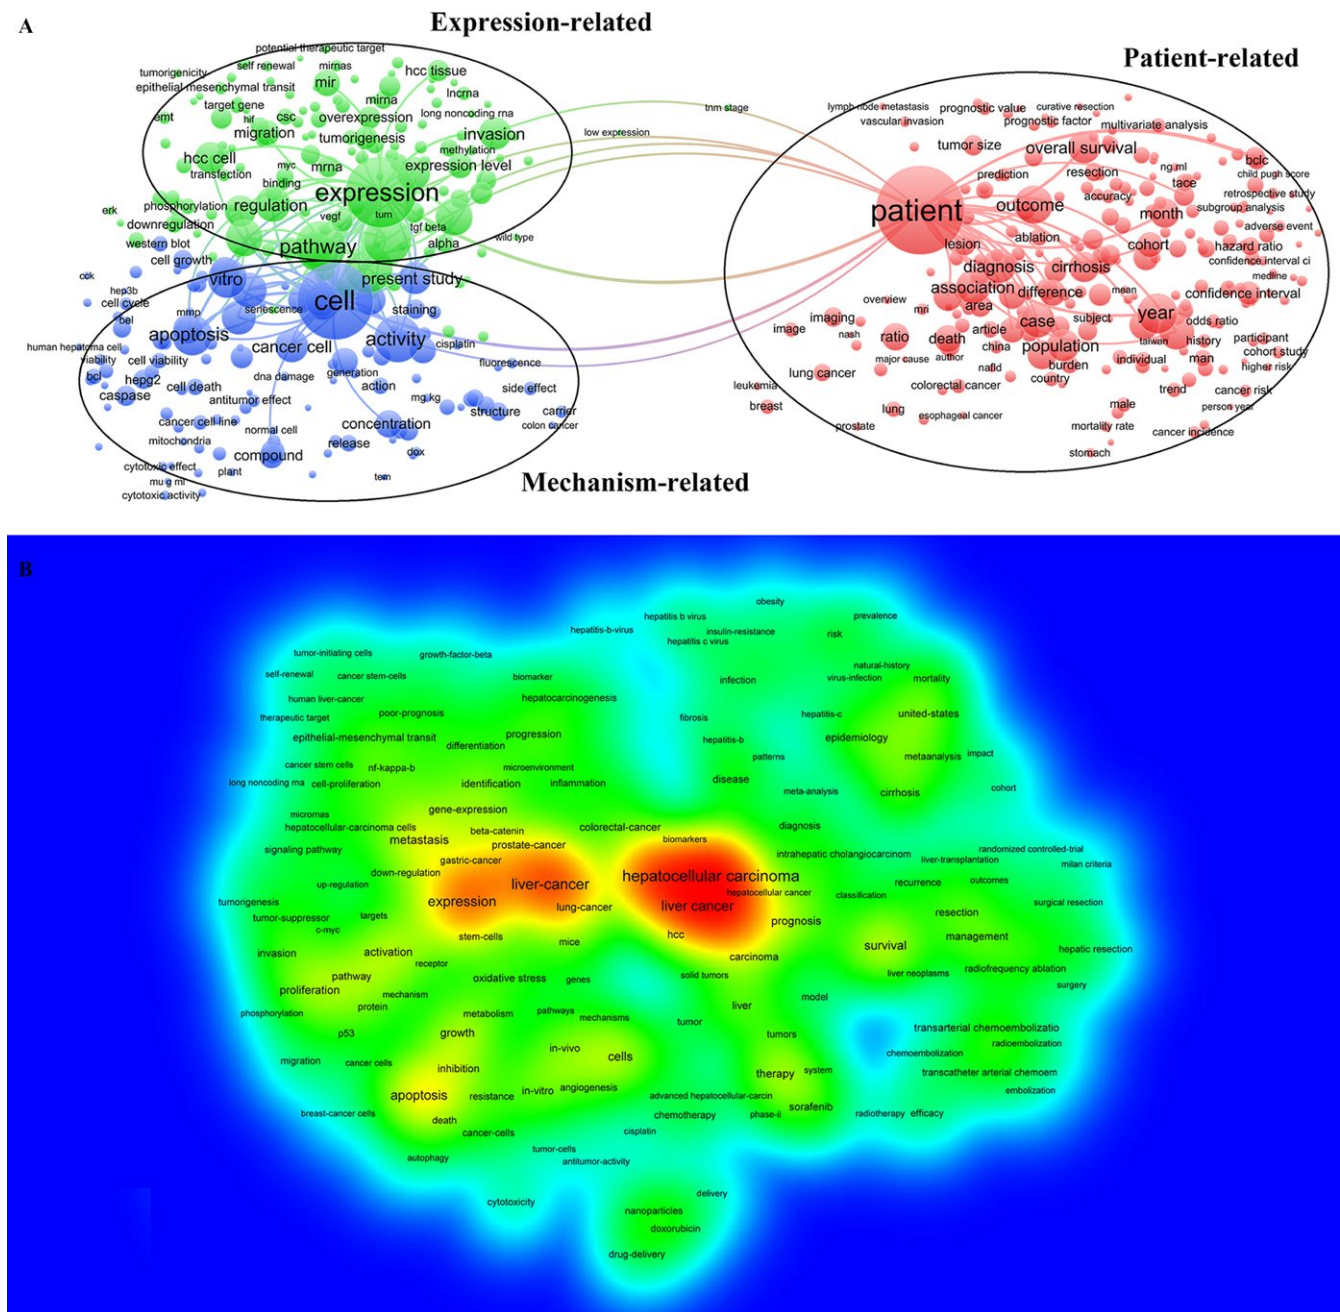 A
Expression-related
Patient-related
potential therapeutic target
self renewal
mirnas
tumorigenicity
hcc tissue
epithelial mesenchymal transit
mir
lncrna
mirna
target gene
long noncoding rna
emt
hif
csc
overexpression
migration
tumorigenesis
invasion
methylation
hcc cell
myc
mrna
expression level
transfection
binding
expression
phosphorylation
regulation
vegf
turn
erk
downregulation
tgf beta
western blot
pathway
alpha
wild type
cell growth
tnm stage
low expression
cck
vitro
present study
hep3b
cell
cell cycle
senescence
staining
bel
mmp
apoptosis
activity
cancer cell
cisplatin
human hepatoma cell
viability
cell viability
fluorescence
generation
bcl
hepg2
dna damage
action
cell death
side effect
caspase
antitumor effect
mg kg
structure
carrier
cancer cell line
concentration
colon cancer
normal cell
mitochondria
release
compound
dox
cytotoxic effect
plant
tem
mu g ml
cytotoxic activity
Mechanism-related
lymph node metastasis
prognostic value
curative resection
vascular invasion
prognostic factor
multivariate analysis
tumor size
overall survival
bclc
prediction
resection
ng ml
child pugh score
tace
accuracy
retrospective study
patient
outcome
month
subgroup analysis
adverse event
lesion
ablation
cohort
hazard ratio
confidence interval ci
diagnosis
cirrhosis
medline
association
difference
mean
confidence interval
overview
area
mri
imaging
case
subject
year
odds ratio
image
nash
ratio
death
article
taiwan
history
participant
china
population
author
individual
man
cohort study
major cause
nafld
burden
higher risk
lung cancer
leukemia
colorectal cancer
country
trend
cancer risk
breast
lung
male
person year
esophageal cancer
prostate
mortality rate
cancer incidence
stomach
B
obesity
hepatitis b virus
prevalence
hepatitis-b-virus
insulin-resistance
risk
hepatitis c virus
tumor-initiating cells
growth-factor-beta
natural-history
self-renewal
cancer stem-cells
biomarker
infection
virus-infection
mortality
human liver-cancer
hepatocarcinogenesis
therapeutic target
poor-prognosis
fibrosis
hepatitis-c
united-states
epithelial-mesenchymal transit
progression
hepatitis-b
epidemiology
differentiation
patterns
metaanalysis
impact
cancer stem cells
nf-kappa-b
microenvironment
long noncoding rna
cell-proliferation
identification
inflammation
disease
meta-analysis
cirrhosis
cohort
micrornas
gene-expression
hepatocellular-carcinoma cells
beta-catenin
colorectal-cancer
diagnosis
metastasis
prostate-cancer
biomarkers
signaling pathway
gastric-cancer
intrahepatic cholangiocarcinom
randomized controlled-trial
liver-transplantation
milan criteria
down-regulation
hepatocellular carcinoma
up-regulation
liver-cancer
hepatocellular cancer
classification
recurrence
outcomes
tumorigenesis
expression
lung-cancer
liver cancer
surgical resection
tumor-suppressor
targets
prognosis
resection
c-myc
stem-cells
mice
hcc
management
invasion
activation
survival
hepatic resection
receptor
carcinoma
pathway
oxidative stress
genes
solid tumors
liver neoplasms
radiofrequency ablation
proliferation
mechanism
surgery
phosphorylation
protein
metabolism
pathways
mechanisms
liver
model
p53
growth
tumor
tumors
transarterial chemoembolizatio
in-vivo
cells
radioembolization
migration
cancer cells
inhibition
chemoembolization
therapy
system
transcatheter arterial chemoem
apoptosis
resistance
in-vitro
angiogenesis
advanced hepatocellular-carcin
embolization
sorafenib
breast-cancer cells
death
chemotherapy
phase-ii
radiotherapy
efficacy
cancer-cells
cisplatin
autophagy
tumor-cells
antitumor-activity
cytotoxicity
delivery
nanoparticles
doxorubicin
drug-delivery